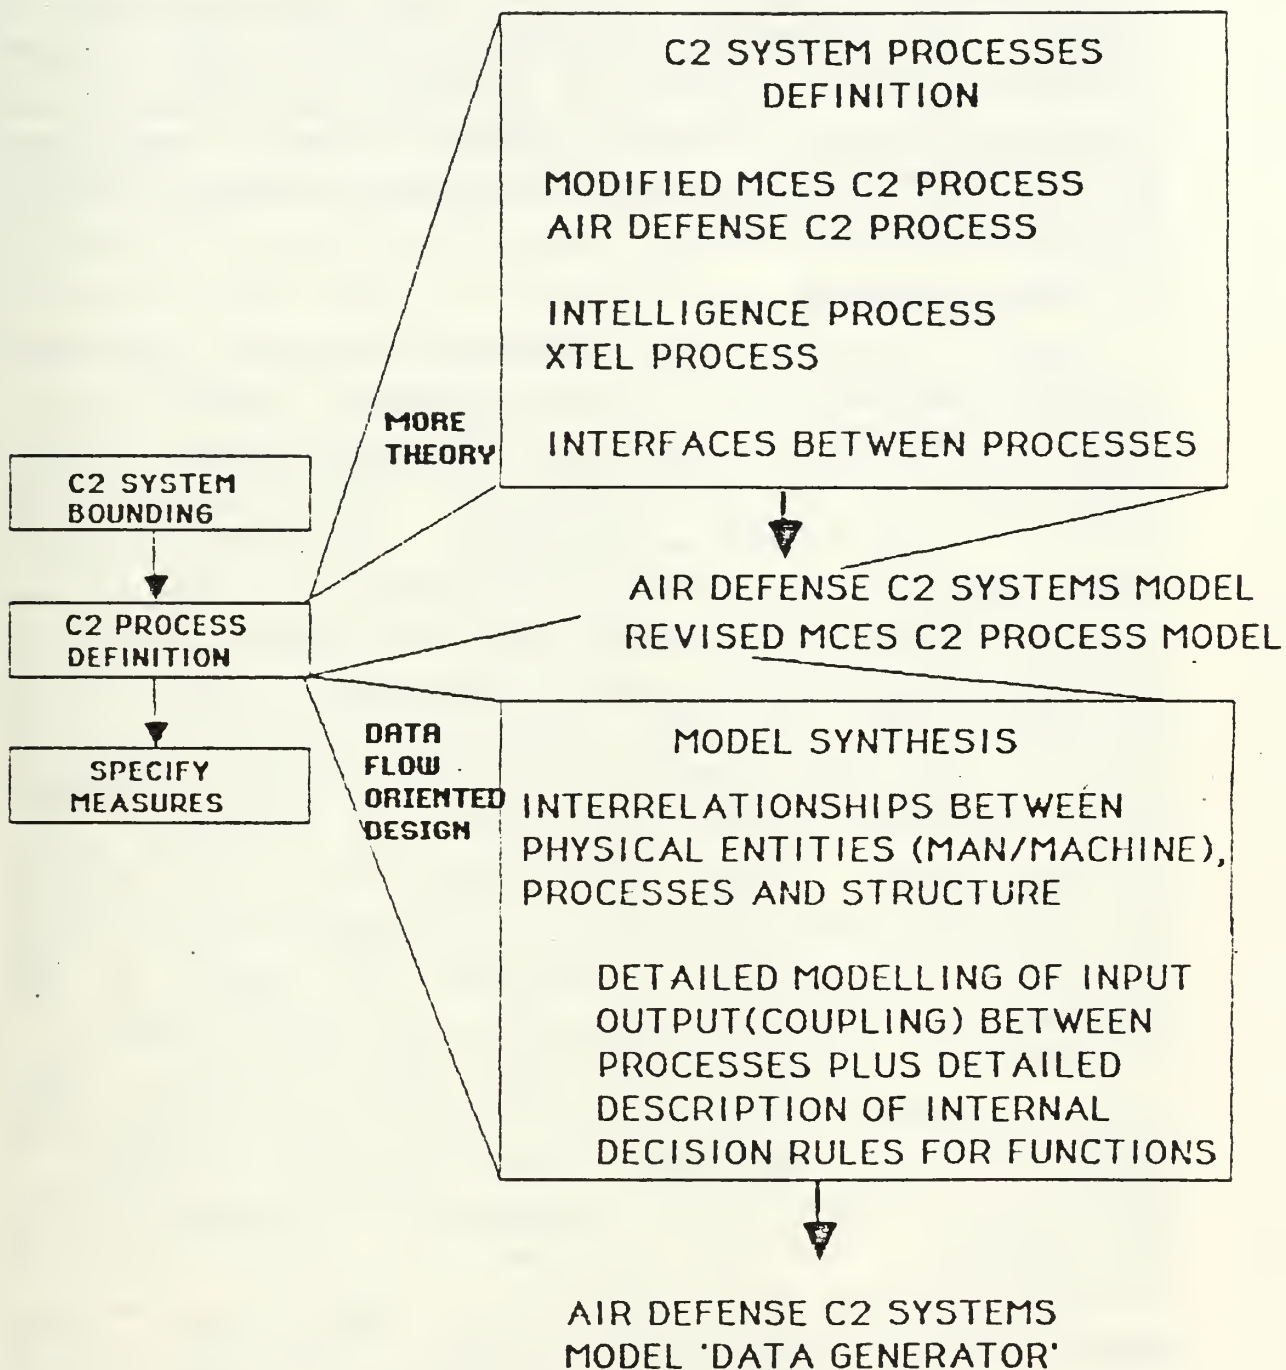 C2 SYSTEM PROCESSES
DEFINITION
MODIFIED MCES C2 PROCESS
AIR DEFENSE C2 PROCESS
INTELLIGENCE PROCESS
XTEL PROCESS
INTERFACES BETWEEN PROCESSES
MORE
THEORY
C2 SYSTEM
BOUNDING
C2 PROCESS
DEFINITION
SPECIFY
MEASURES
AIR DEFENSE C2 SYSTEMS MODEL
REVISED MCES C2 PROCESS MODEL
DATA
FLOW
ORIENTED
DESIGN
MODEL SYNTHESIS
INTERRELATIONSHIPS BETWEEN
PHYSICAL ENTITIES (MAN/MACHINE),
PROCESSES AND STRUCTURE
DETAILED MODELLING OF INPUT
OUTPUT(COUPLING) BETWEEN
PROCESSES PLUS DETAILED
DESCRIPTION OF INTERNAL
DECISION RULES FOR FUNCTIONS
AIR DEFENSE C2 SYSTEMS
MODEL 'DATA GENERATOR'